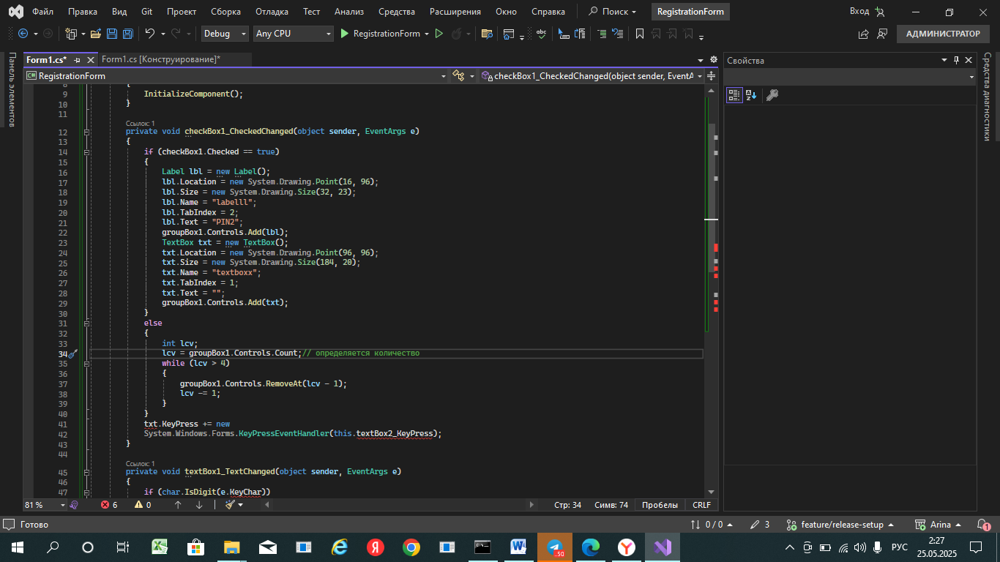 Файл Правка Вид Git Проект Сборка Отладка Тест Анализ Средства Расширения Окно Справка Поиск RegistrationForm Вход
Debug Any CPU RegistrationForm АДМИНИСТРАТОР
Панель элементов
Form1.cs* Form1.cs [Конструирование]*
RegistrationForm checkBox1_CheckedChanged(object sender, EventA
8 {
9 InitializeComponent();
10 }
11
Ссылок: 1
12 private void checkBox1_CheckedChanged(object sender, EventArgs e)
13 {
14 if (checkBox1.Checked == true)
15 {
16 Label lbl = new Label();
17 lbl.Location = new System.Drawing.Point(16, 96);
18 lbl.Size = new System.Drawing.Size(32, 23);
19 lbl.Name = "labelll";
20 lbl.TabIndex = 2;
21 lbl.Text = "PIN2";
22 groupBox1.Controls.Add(lbl);
23 TextBox txt = new TextBox();
24 txt.Location = new System.Drawing.Point(96, 96);
25 txt.Size = new System.Drawing.Size(184, 20);
26 txt.Name = "textboxx";
27 txt.TabIndex = 1;
28 txt.Text = "";
29 groupBox1.Controls.Add(txt);
30 }
31 else
32 {
33 int lcv;
34 lcv = groupBox1.Controls.Count;// определяется количество
35 while (lcv > 4)
36 {
37 groupBox1.Controls.RemoveAt(lcv - 1);
38 lcv -= 1;
39 }
40 }
41 txt.KeyPress += new
42 System.Windows.Forms.KeyPressEventHandler(this.textBox2_KeyPress);
43 }
44
Ссылок: 1
45 private void textBox1_TextChanged(object sender, EventArgs e)
46 {
47 if (char.IsDigit(e.KeyChar))
81 % 6 0 Стр: 34 Симв: 74 Пробелы CRLF
Свойства
Средства диагностики
Готово 0 / 0 3 feature/release-setup Arina 1
..50 РУС 2:27
25.05.2025